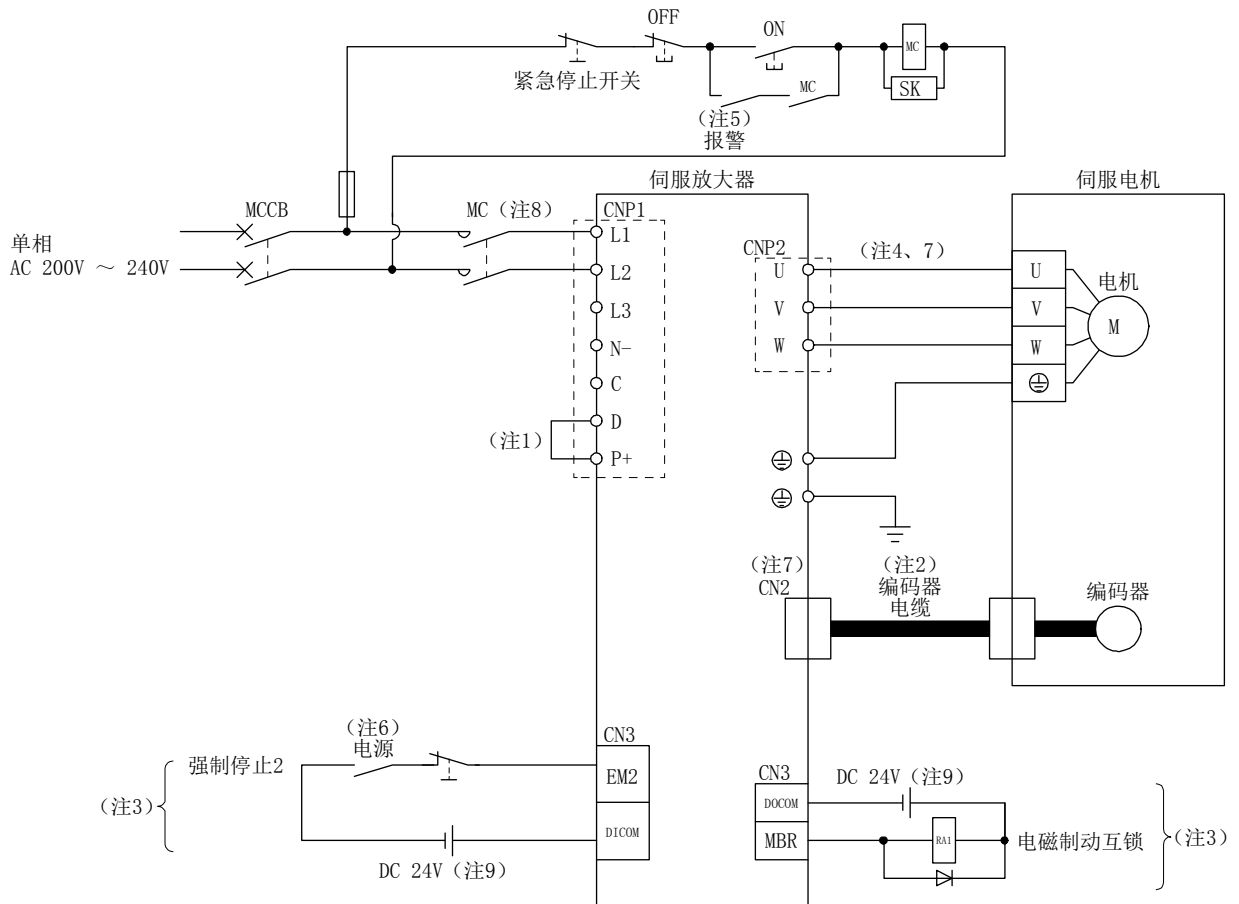 OFF
ON
MC
紧急停止开关
SK
MC
（注5）
报警
伺服放大器
伺服电机
MCCB
MC（注8）
CNP1
单相
AC 200V ～ 240V
L1
L2
L3
N-
C
D
P+
（注1）
CNP2
U
V
W
（注4、7）
U
V
W
电机
M
（注7）
CN2
（注2）
编码器
电缆
编码器
（注3）
强制停止2
（注6）
电源
CN3
EM2
DICOM
DC 24V（注9）
CN3
DOCOM
MBR
DC 24V（注9）
RA1
电磁制动互锁
（注3）